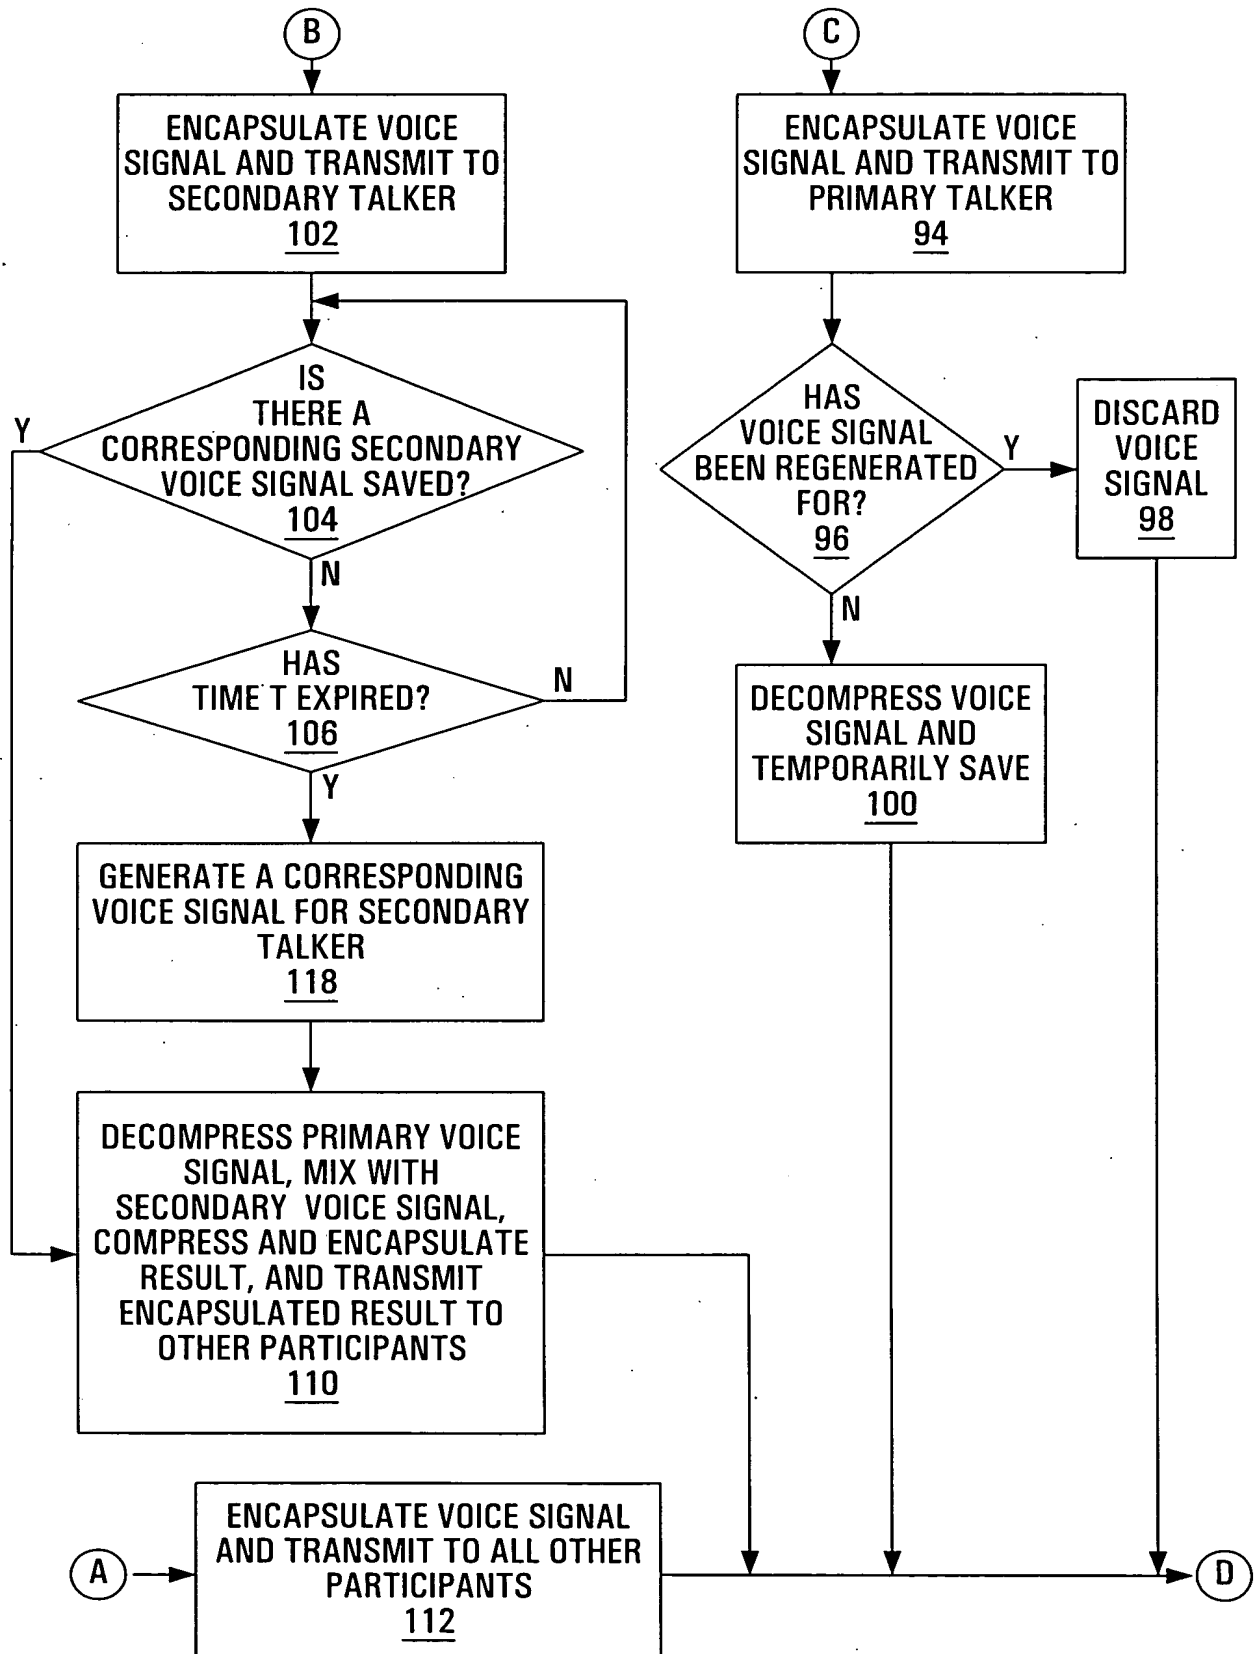 B
ENCAPSULATE VOICE
SIGNAL AND TRANSMIT TO
SECONDARY TALKER
102
IS
THERE A
CORRESPONDING SECONDARY
VOICE SIGNAL SAVED?
104
Y
N
HAS
TIME T EXPIRED?
106
N
Y
GENERATE A CORRESPONDING
VOICE SIGNAL FOR SECONDARY
TALKER
118
DECOMPRESS PRIMARY VOICE
SIGNAL, MIX WITH
SECONDARY VOICE SIGNAL,
COMPRESS AND ENCAPSULATE
RESULT, AND TRANSMIT
ENCAPSULATED RESULT TO
OTHER PARTICIPANTS
110
C
ENCAPSULATE VOICE
SIGNAL AND TRANSMIT TO
PRIMARY TALKER
94
HAS
VOICE SIGNAL
BEEN REGENERATED
FOR?
96
Y
DISCARD
VOICE
SIGNAL
98
N
DECOMPRESS VOICE
SIGNAL AND
TEMPORARILY SAVE
100
A
ENCAPSULATE VOICE SIGNAL
AND TRANSMIT TO ALL OTHER
PARTICIPANTS
112
D